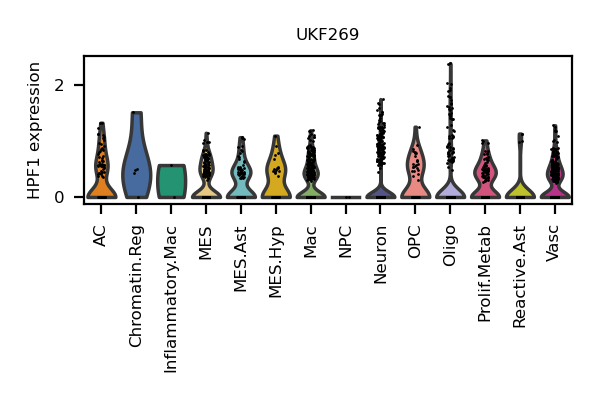 UKF269
HPF1 expression
2
0
AC
Chromatin.Reg
Inflammatory.Mac
MES
MES.Ast
MES.Hyp
Mac
NPC
Neuron
OPC
Oligo
Prolif.Metab
Reactive.Ast
Vasc